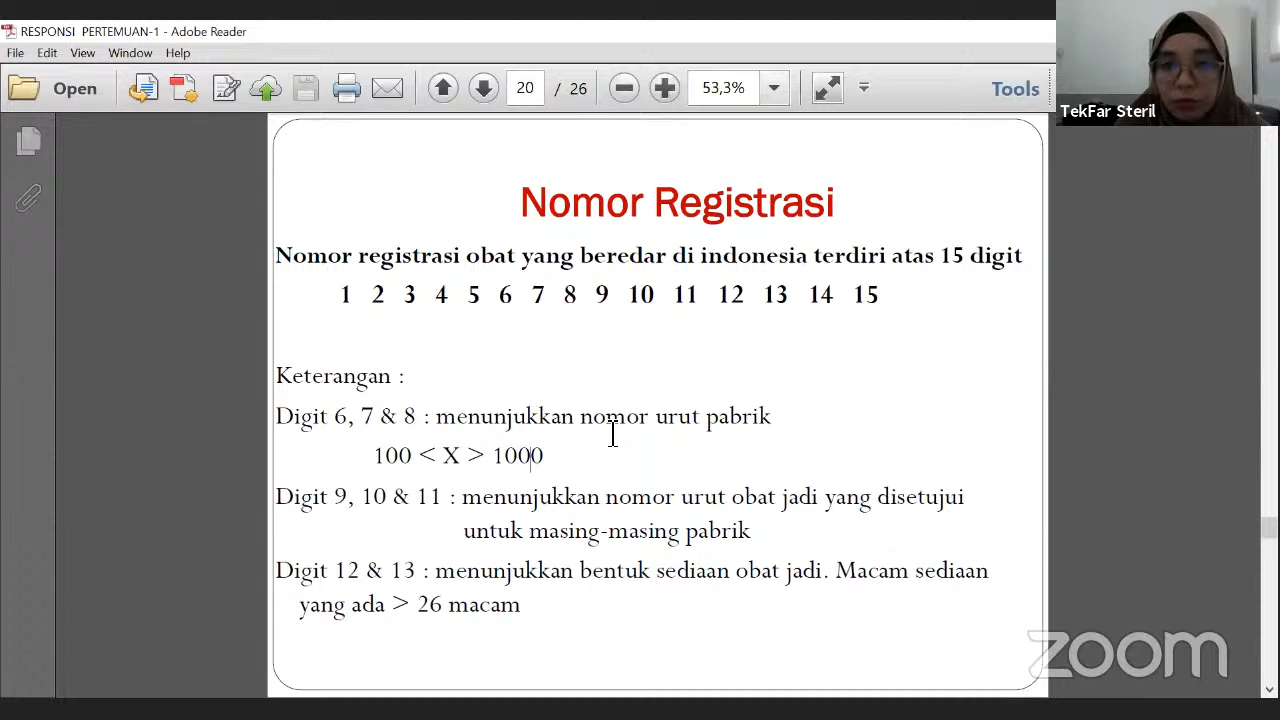 RESPONSI PERTEMUAN-1 - Adobe Reader
File Edit View Window Help
Open 20 / 26 53,3% Tools
TekFar Steril
Nomor Registrasi
Nomor registrasi obat yang beredar di indonesia terdiri atas 15 digit
1 2 3 4 5 6 7 8 9 10 11 12 13 14 15
Keterangan :
Digit 6, 7 & 8 : menunjukkan nomor urut pabrik
100 < X > 1000
Digit 9, 10 & 11 : menunjukkan nomor urut obat jadi yang disetujui
untuk masing-masing pabrik
Digit 12 & 13 : menunjukkan bentuk sediaan obat jadi. Macam sediaan
yang ada > 26 macam
zoom